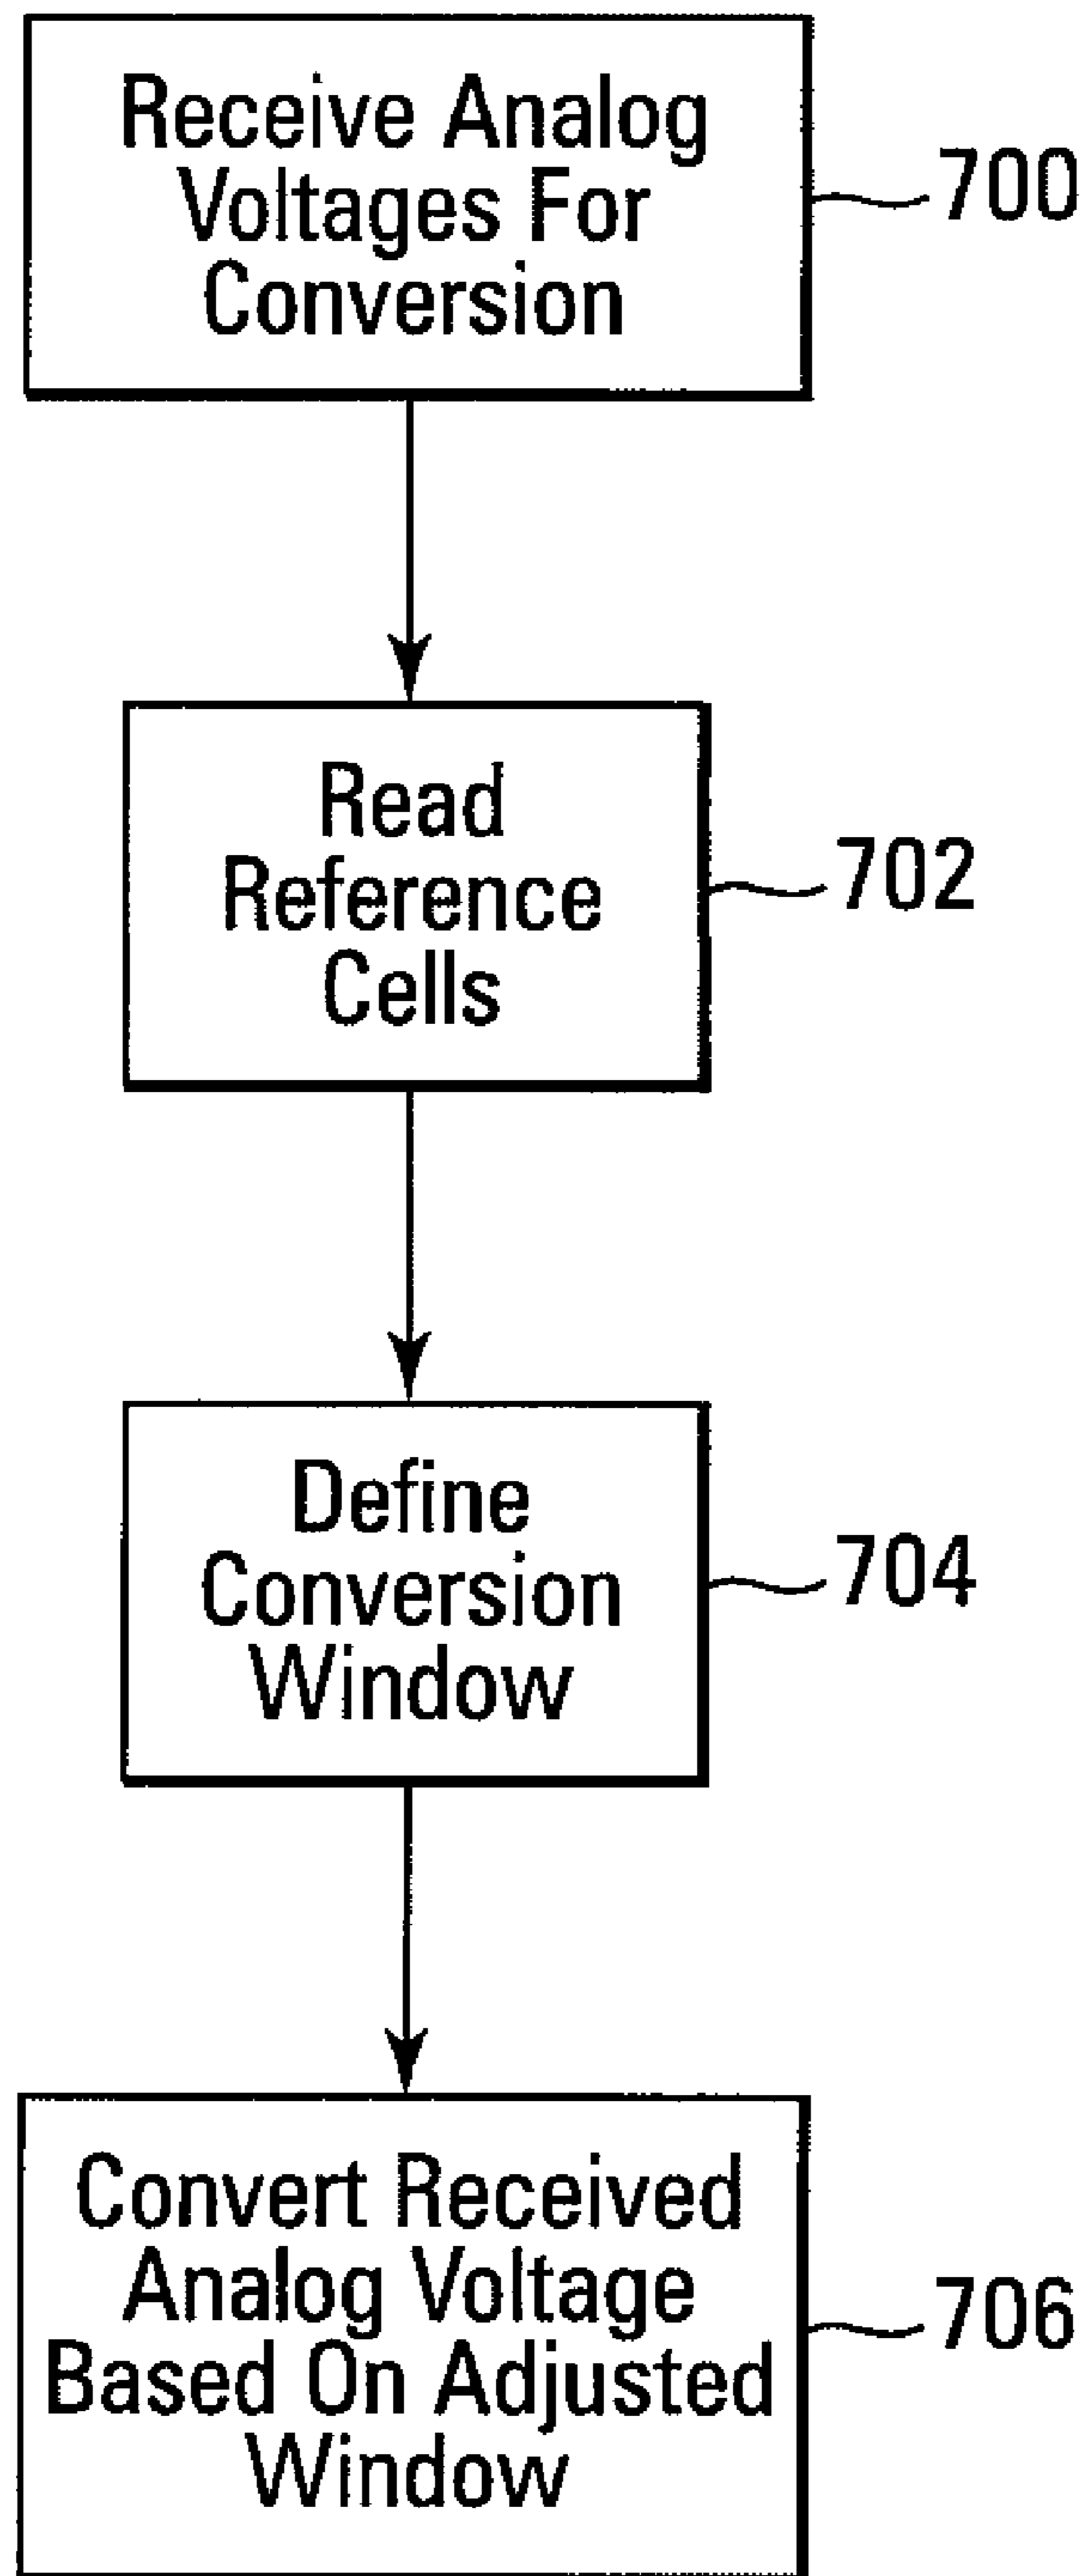 Receive Analog
Voltages For
Conversion
700
Read
Reference
Cells
702
Define
Conversion
Window
704
Convert Received
Analog Voltage
Based On Adjusted
Window
706